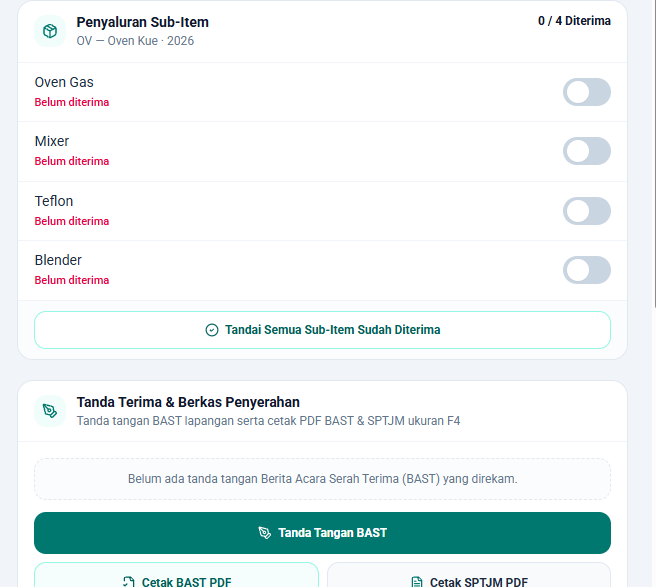 Penyaluran Sub-Item
0 / 4 Diterima
OV — Oven Kue · 2026
Oven Gas
Belum diterima
Mixer
Belum diterima
Teflon
Belum diterima
Blender
Belum diterima
Tandai Semua Sub-Item Sudah Diterima
Tanda Terima & Berkas Penyerahan
Tanda tangan BAST lapangan serta cetak PDF BAST & SPTJM ukuran F4
Belum ada tanda tangan Berita Acara Serah Terima (BAST) yang direkam.
Tanda Tangan BAST
Cetak BAST PDF
Cetak SPTJM PDF